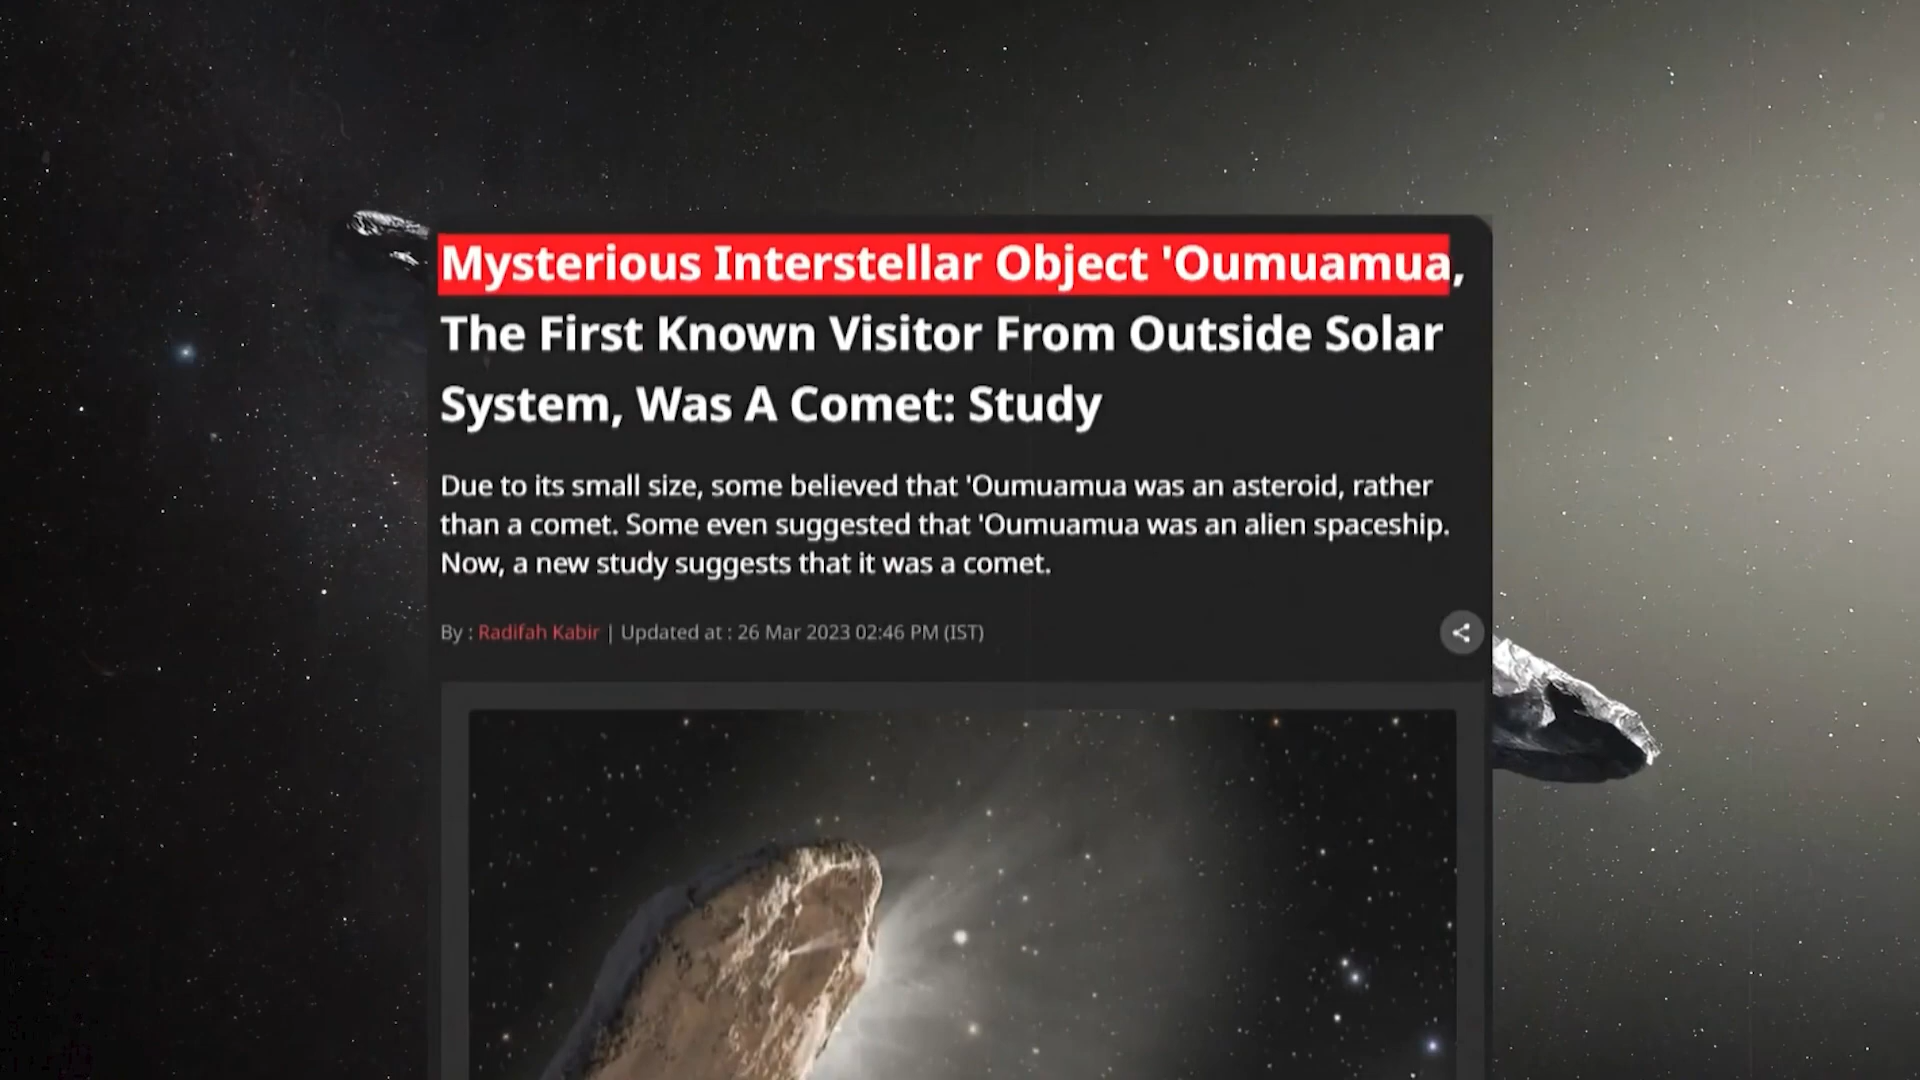 Mysterious Interstellar Object 'Oumuamua,
The First Known Visitor From Outside Solar
System, Was A Comet: Study
Due to its small size, some believed that 'Oumuamua was an asteroid, rather
than a comet. Some even suggested that 'Oumuamua was an alien spaceship.
Now, a new study suggests that it was a comet.
By : Radifah Kabir | Updated at : 26 Mar 2023 02:46 PM (IST)